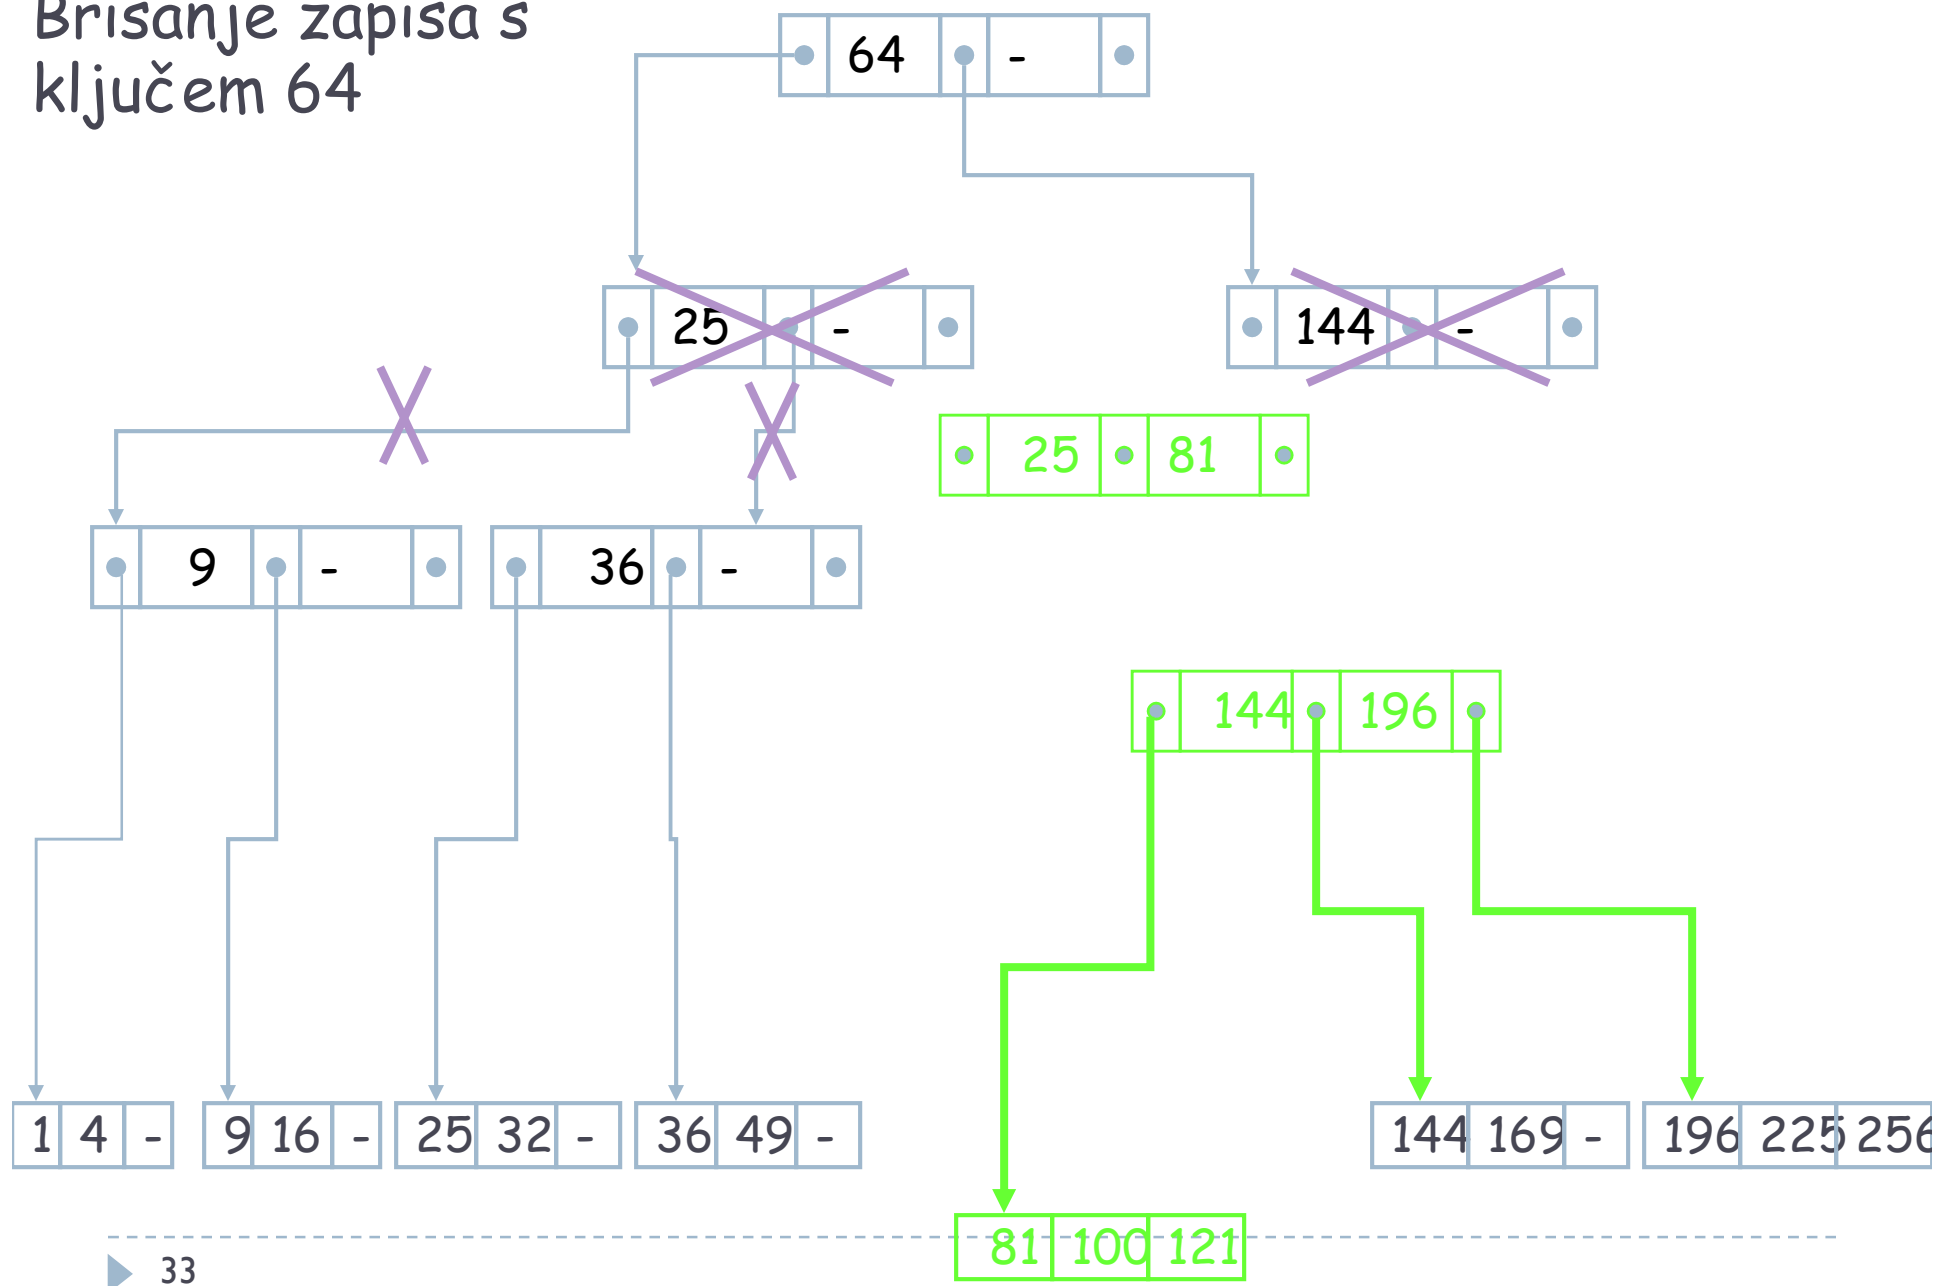 Brisanje zapisa s
ključem 64
64 -
25 - 144 -
25 81
9 - 36 -
144 196
1 4 - 9 16 - 25 32 - 36 49 - 144 169 - 196 225 256
81 100 121
33